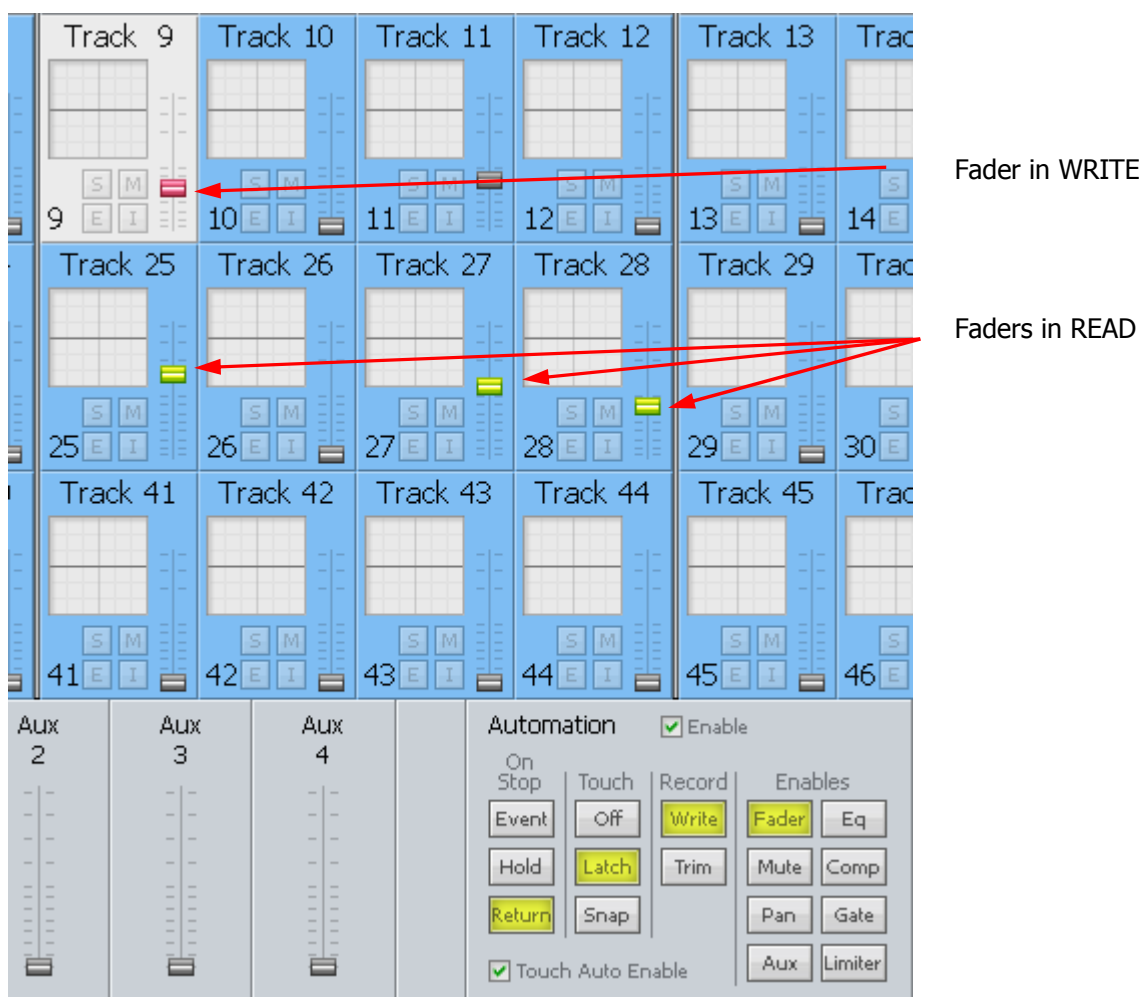 Track 9 Track 10 Track 11 Track 12 Track 13 Trac
S M S M S M S M S M S
Fader in WRITE
9 E I 10 E I 11 E I 12 E I 13 E I 14 E
Track 25 Track 26 Track 27 Track 28 Track 29 Trac
Faders in READ
S M S M S M S M S M S
25 E I 26 E I 27 E I 28 E I 29 E I 30 E
Track 41 Track 42 Track 43 Track 44 Track 45 Trac
S M S M S M S M S M S
41 E I 42 E I 43 E I 44 E I 45 E I 46 E
Aux Aux Aux
2 3 4
Automation Enable
On
Stop Touch Record Enables
Event Off Write Fader Eq
Hold Latch Trim Mute Comp
Return Snap Pan Gate
Touch Auto Enable Aux Limiter